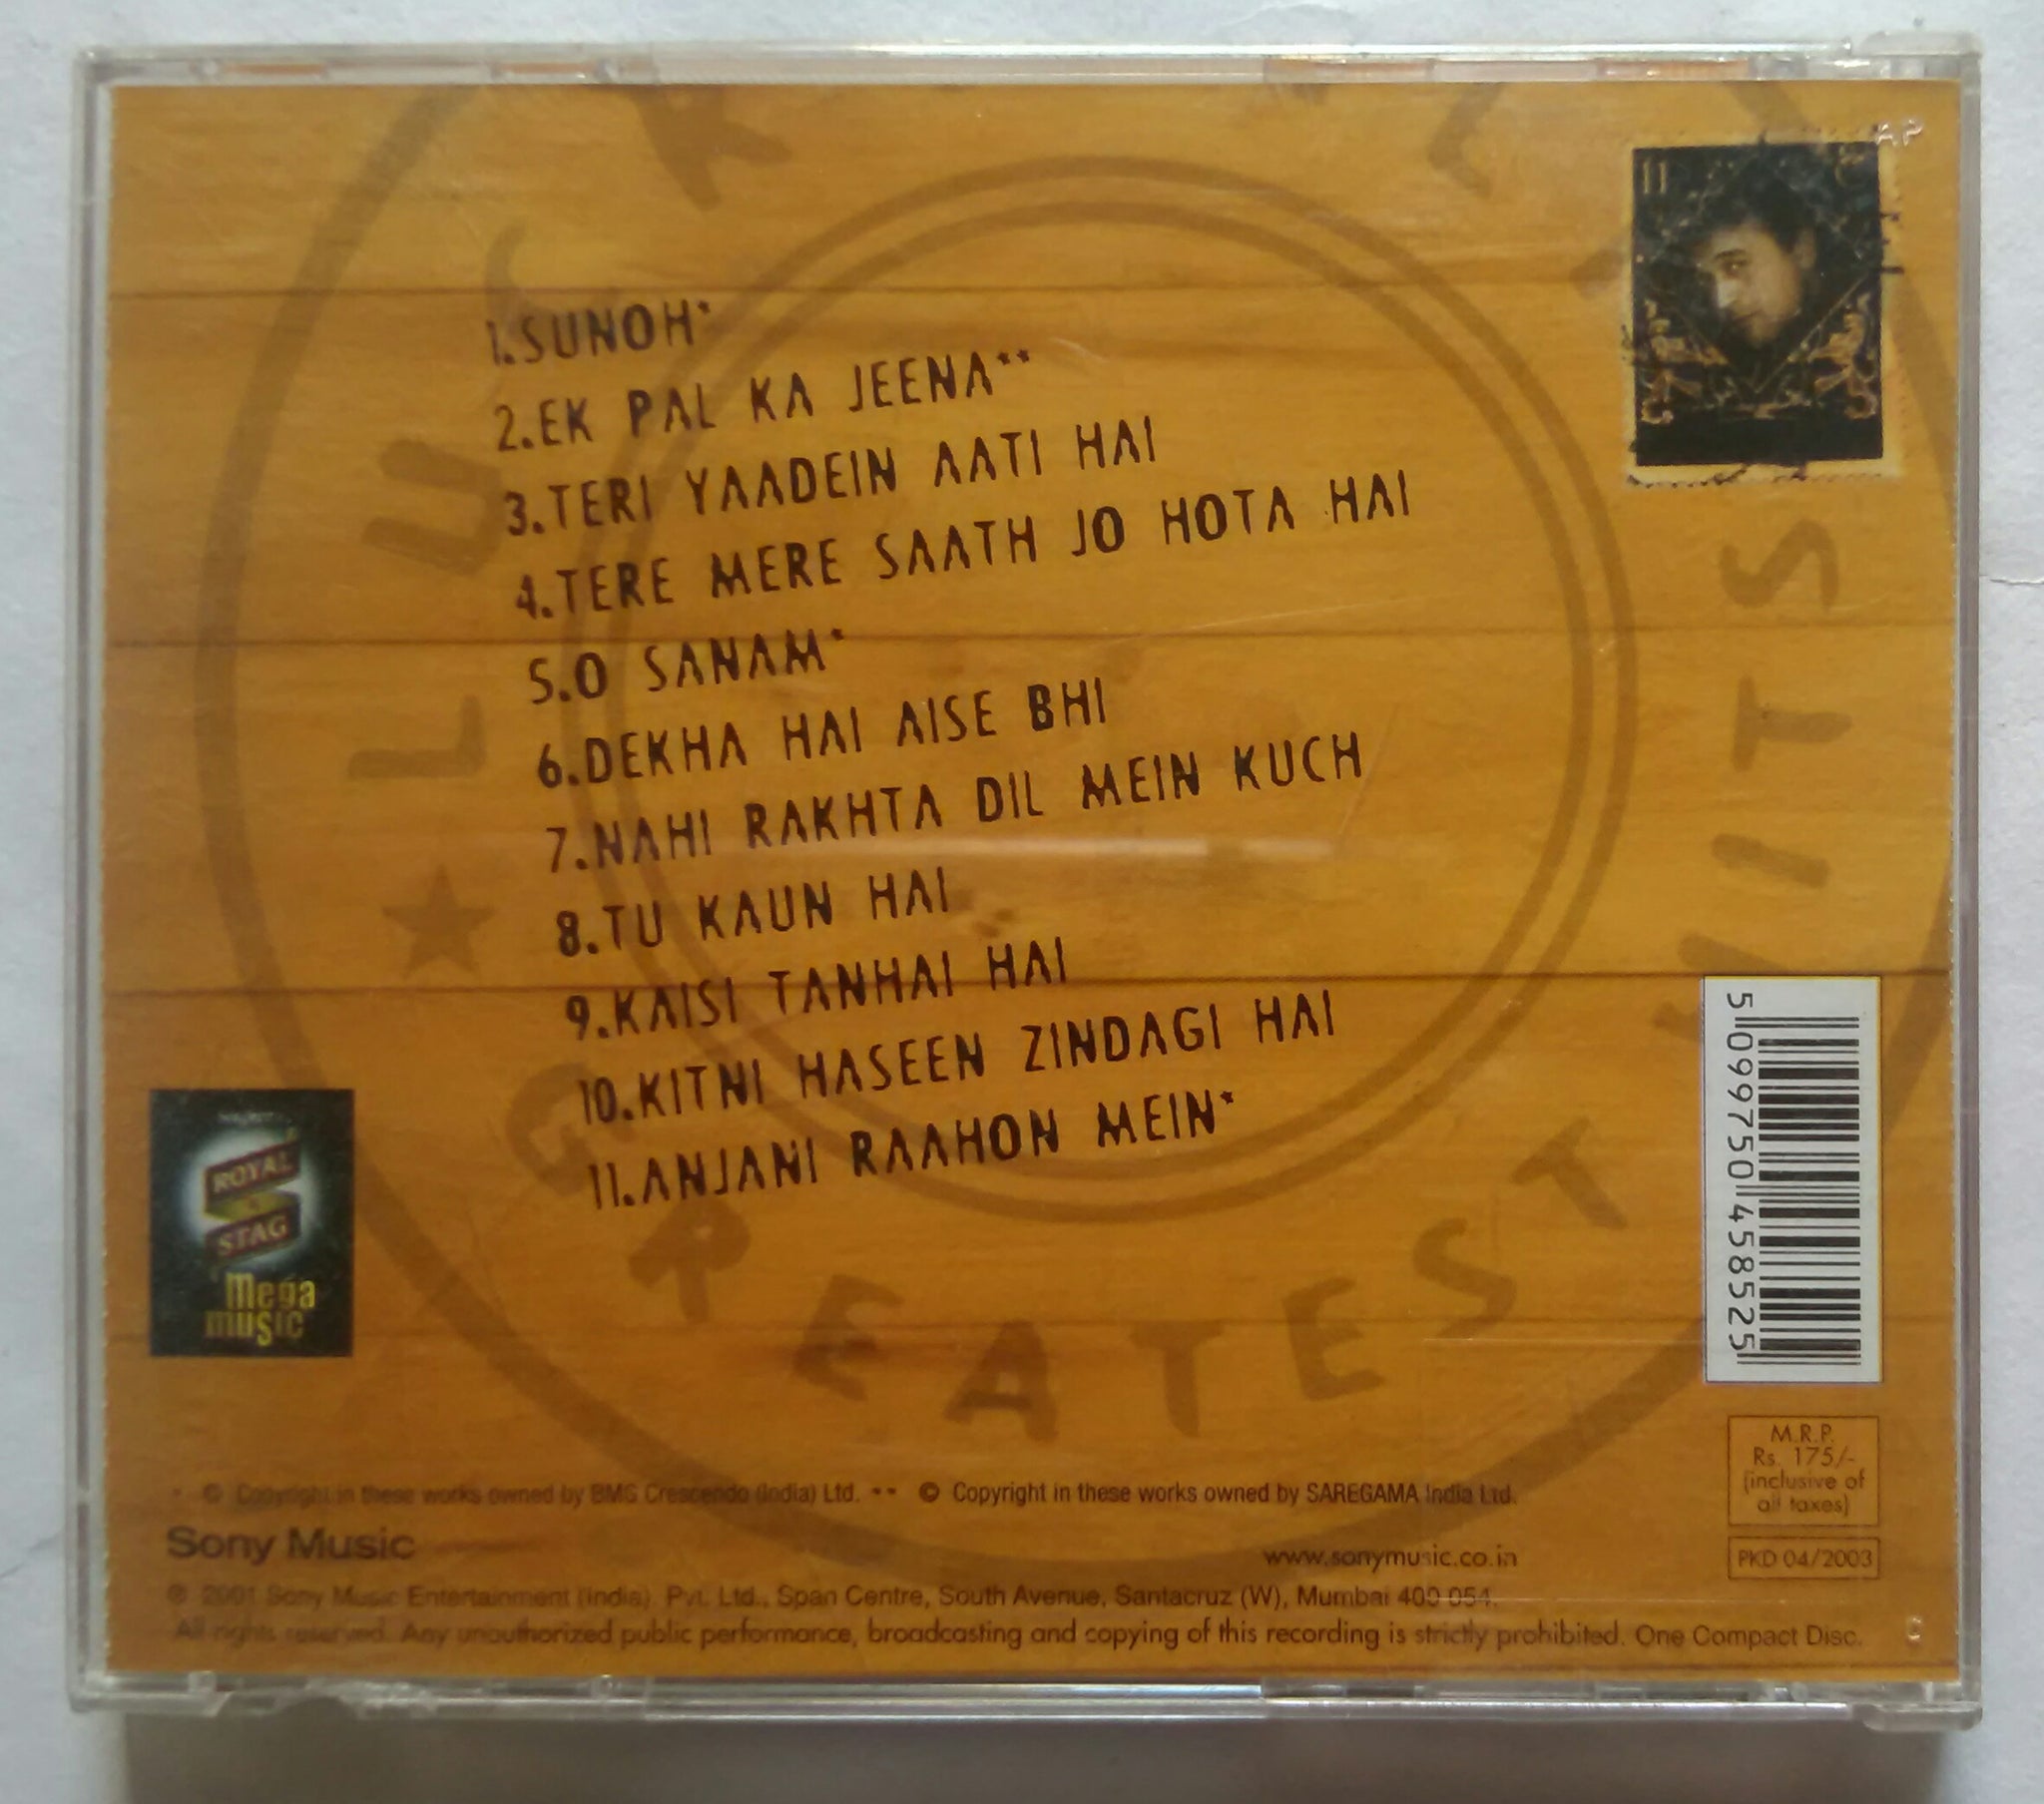 1.SUNOH*
2.EK PAL KA JEENA**
3.TERI YAADEIN AATI HAI
4.TERE MERE SAATH JO HOTA HAI
5.O SANAM*
6.DEKHA HAI AISE BHI
7.NAHI RAKHTA DIL MEIN KUCH
8.TU KAUN HAI
9.KAISI TANHAI HAI
10.KITNI HASEEN ZINDAGI HAI
11.ANJANI RAAHON MEIN*
11
AP
LUK
GREATEST HITS
ROYAL
STAG
Mega
music
5 099750 458525
M.R.P.
Rs. 175/-
(inclusive of
all taxes)
PKD 04/2003
* © Copyright in these works owned by BMG Crescendo (India) Ltd. ** © Copyright in these works owned by SAREGAMA India Ltd.
Sony Music
www.sonymusic.co.in
℗ 2001 Sony Music Entertainment (India). Pvt. Ltd., Span Centre, South Avenue, Santacruz (W), Mumbai 400 054.
All rights reserved. Any unauthorized public performance, broadcasting and copying of this recording is strictly prohibited. One Compact Disc.